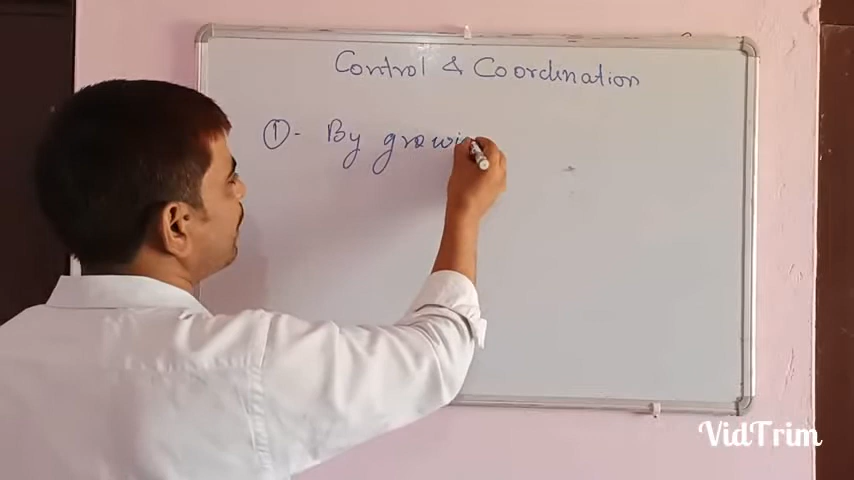 Control & Coordination
①- By growi
VidTrim